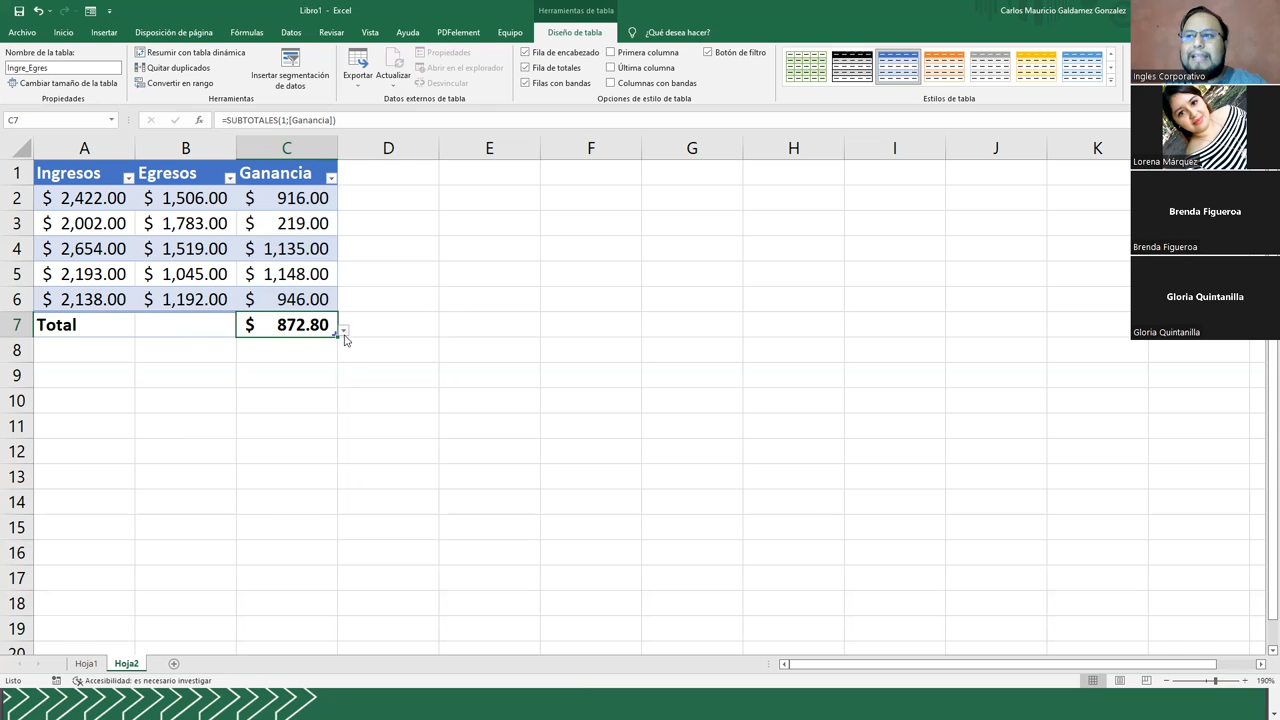 Libro1 - Excel
Herramientas de tabla
Carlos Mauricio Galdamez Gonzalez
Archivo
Inicio
Insertar
Disposición de página
Fórmulas
Datos
Revisar
Vista
Ayuda
PDFelement
Equipo
Diseño de tabla
¿Qué desea hacer?
Nombre de la tabla:
Ingre_Egres
Cambiar tamaño de la tabla
Propiedades
Resumir con tabla dinámica
Quitar duplicados
Convertir en rango
Insertar segmentación
de datos
Herramientas
Exportar
Actualizar
Propiedades
Abrir en el explorador
Desvincular
Datos externos de tabla
Fila de encabezado
Fila de totales
Filas con bandas
Primera columna
Última columna
Columnas con bandas
Botón de filtro
Opciones de estilo de tabla
Estilos de tabla
C7
fx
=SUBTOTALES(1;[Ganancia])
A B C D E F G H I J K
1 Ingresos Egresos Ganancia
2 $ 2,422.00 $ 1,506.00 $ 916.00
3 $ 2,002.00 $ 1,783.00 $ 219.00
4 $ 2,654.00 $ 1,519.00 $ 1,135.00
5 $ 2,193.00 $ 1,045.00 $ 1,148.00
6 $ 2,138.00 $ 1,192.00 $ 946.00
7 Total $ 872.80
8
9
10
11
12
13
14
15
16
17
18
19
20
Hoja1
Hoja2
Listo
Accesibilidad: es necesario investigar
190%
Ingles Corporativo
Lorena Márquez
Brenda Figueroa
Brenda Figueroa
Gloria Quintanilla
Gloria Quintanilla